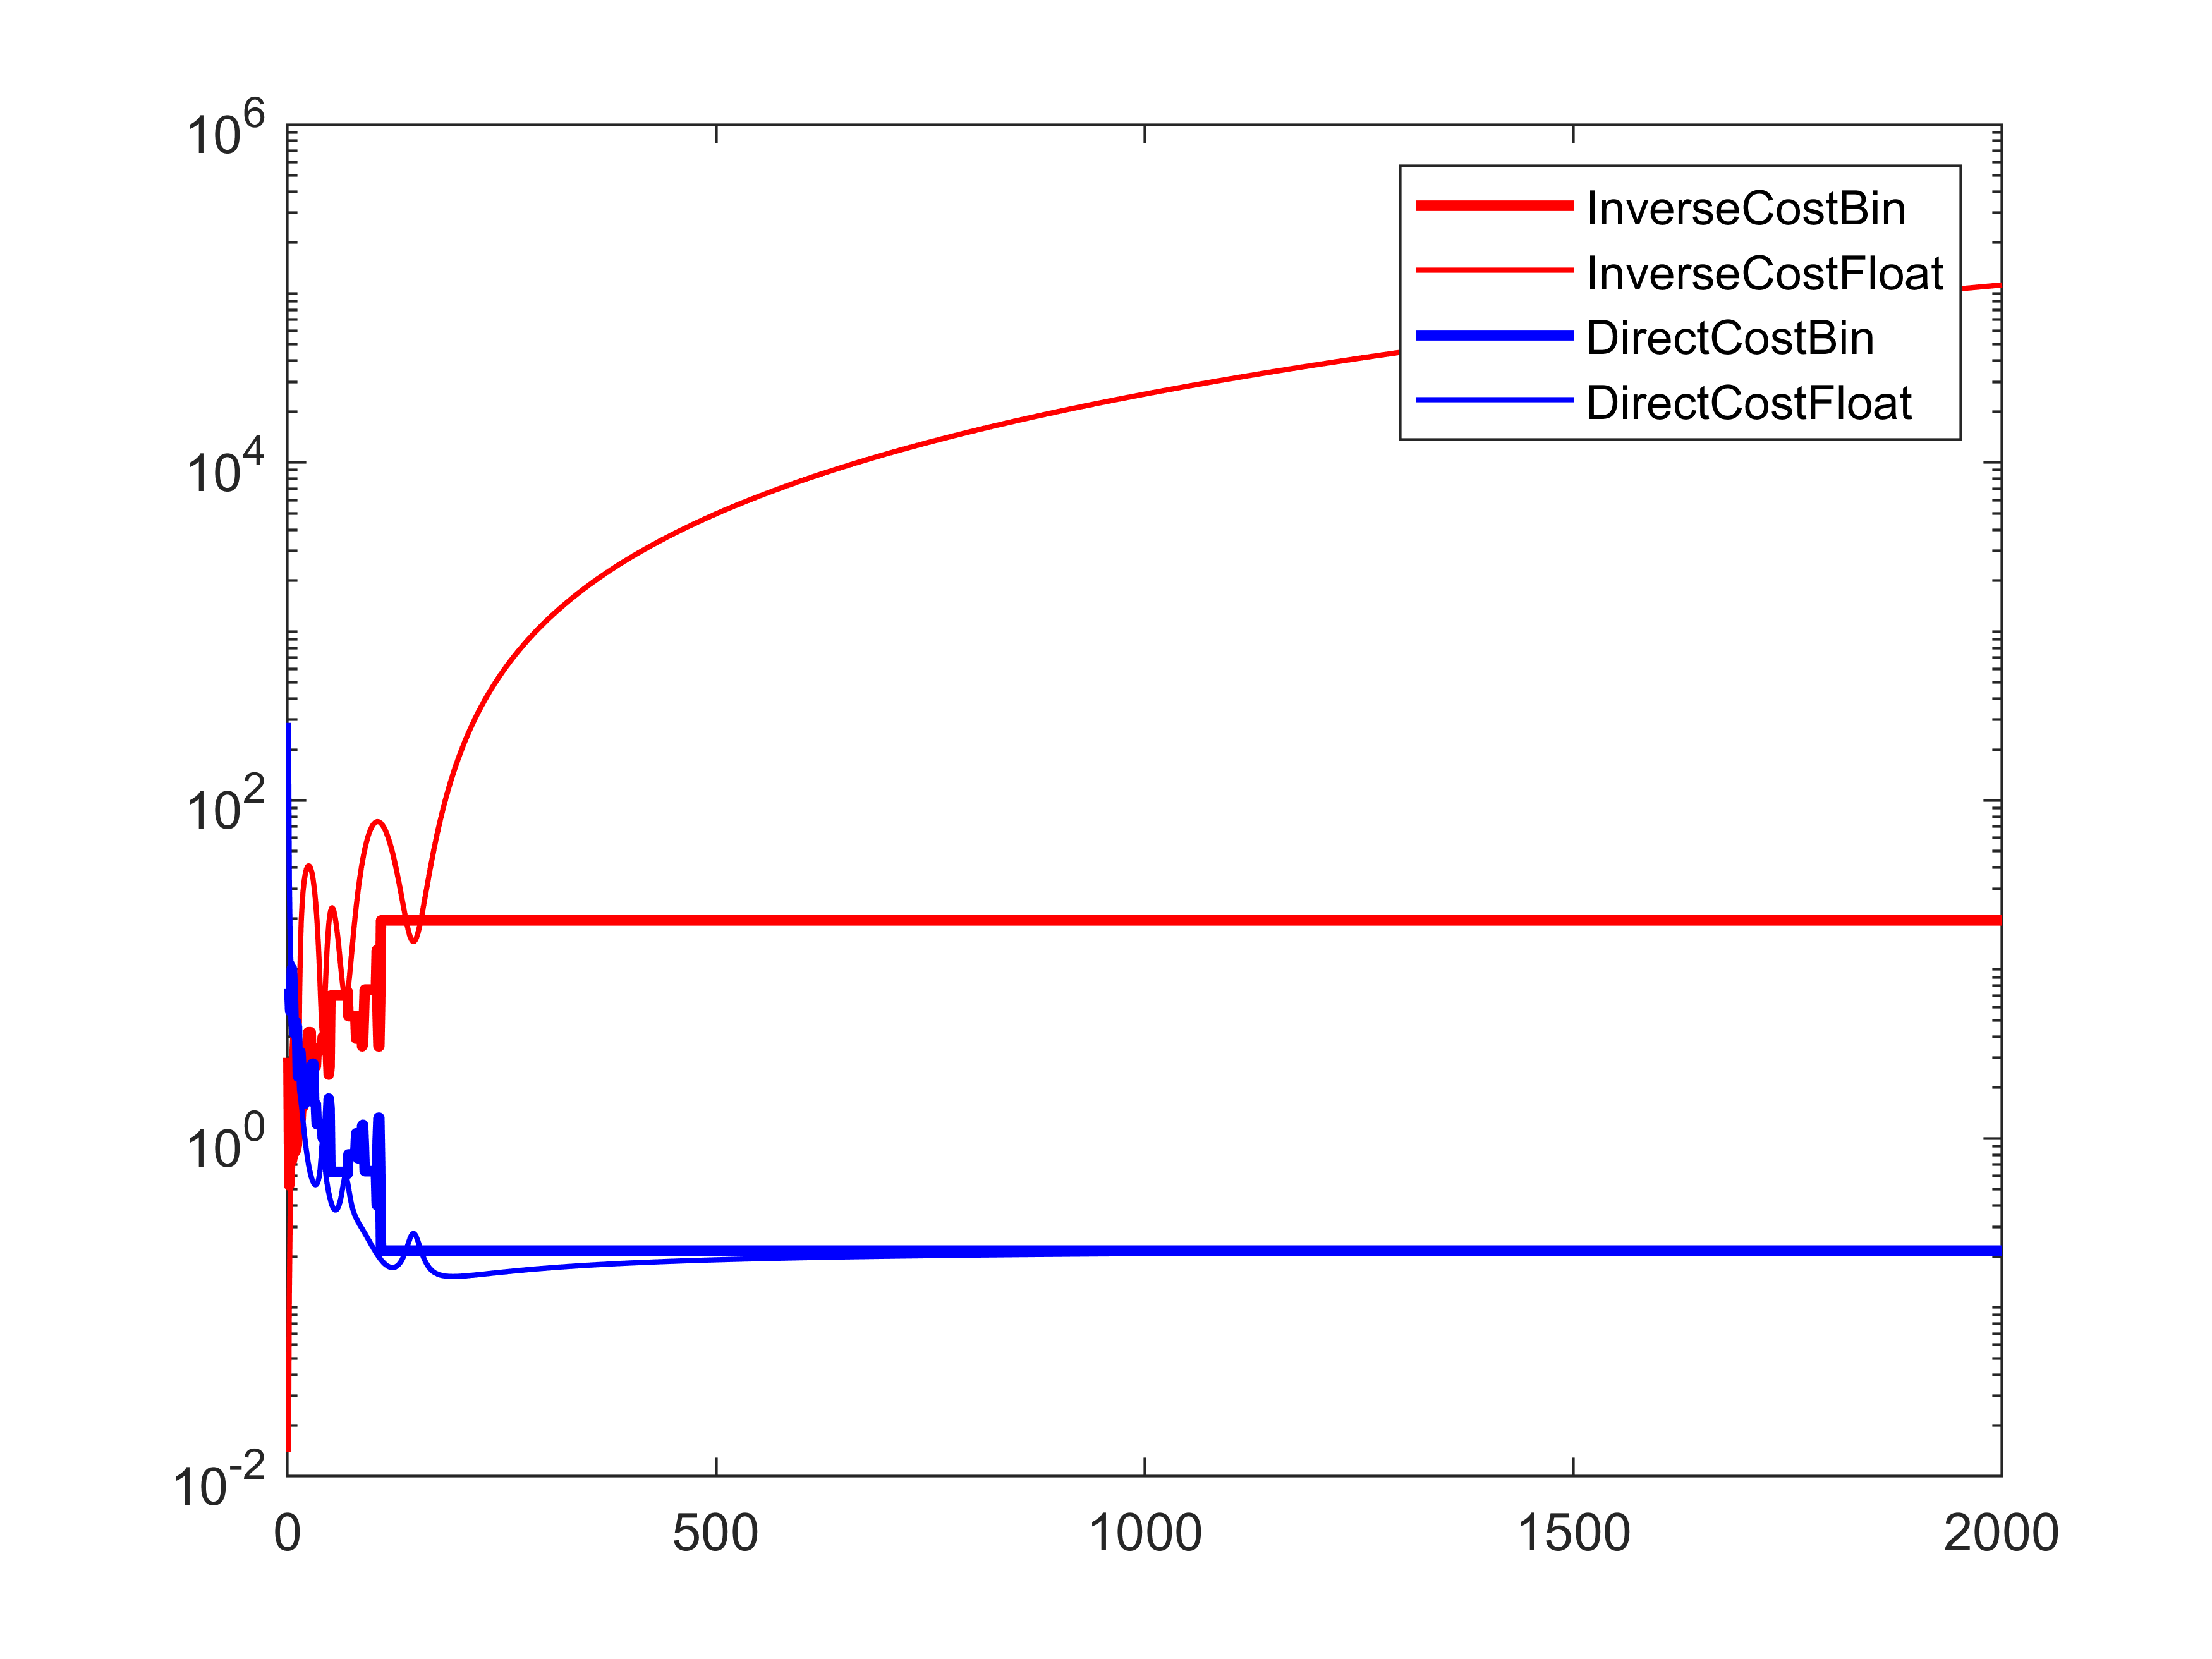 10^6
10^4
10^2
10^0
10^-2
0 500 1000 1500 2000
InverseCostBin
InverseCostFloat
DirectCostBin
DirectCostFloat